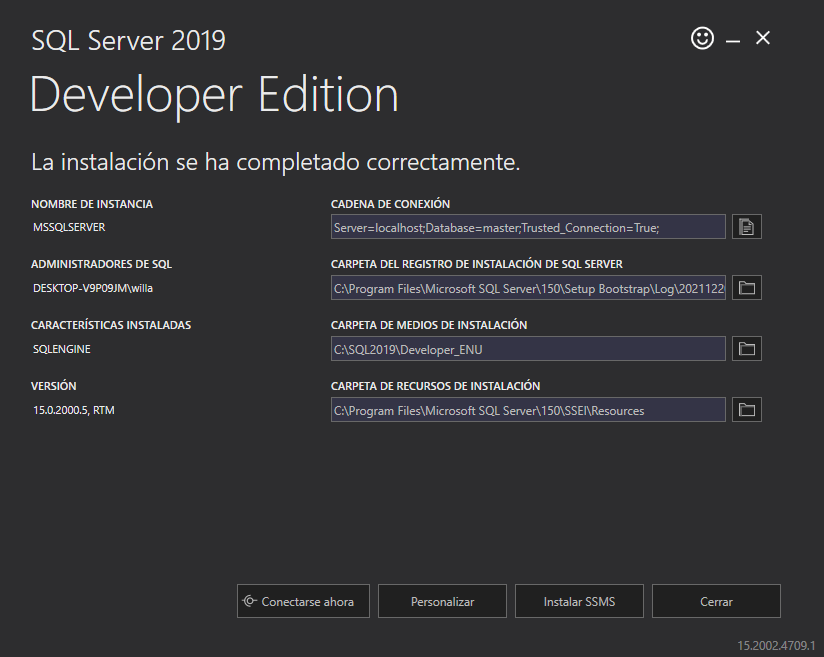 SQL Server 2019
Developer Edition
La instalación se ha completado correctamente.
NOMBRE DE INSTANCIA
MSSQLSERVER
CADENA DE CONEXIÓN
Server=localhost;Database=master;Trusted_Connection=True;
ADMINISTRADORES DE SQL
DESKTOP-V9P09JM\willa
CARPETA DEL REGISTRO DE INSTALACIÓN DE SQL SERVER
C:\Program Files\Microsoft SQL Server\150\Setup Bootstrap\Log\2021122
CARACTERÍSTICAS INSTALADAS
SQLENGINE
CARPETA DE MEDIOS DE INSTALACIÓN
C:\SQL2019\Developer_ENU
VERSIÓN
15.0.2000.5, RTM
CARPETA DE RECURSOS DE INSTALACIÓN
C:\Program Files\Microsoft SQL Server\150\SSEI\Resources
Conectarse ahora
Personalizar
Instalar SSMS
Cerrar
15.2002.4709.1